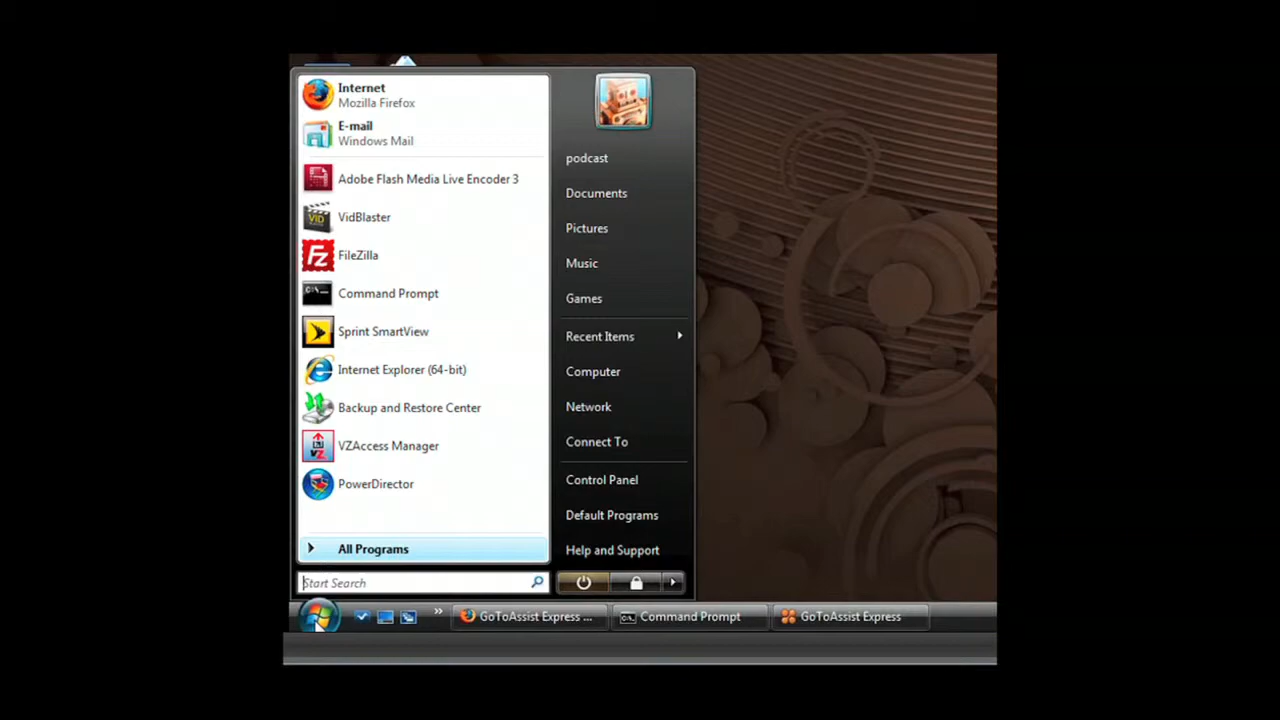 Internet
Mozilla Firefox
E-mail
Windows Mail
Adobe Flash Media Live Encoder 3
VidBlaster
FileZilla
Command Prompt
Sprint SmartView
Internet Explorer (64-bit)
Backup and Restore Center
VZAccess Manager
PowerDirector
All Programs
Start Search
podcast
Documents
Pictures
Music
Games
Recent Items
Computer
Network
Connect To
Control Panel
Default Programs
Help and Support
» GoToAssist Express ... Command Prompt GoToAssist Express